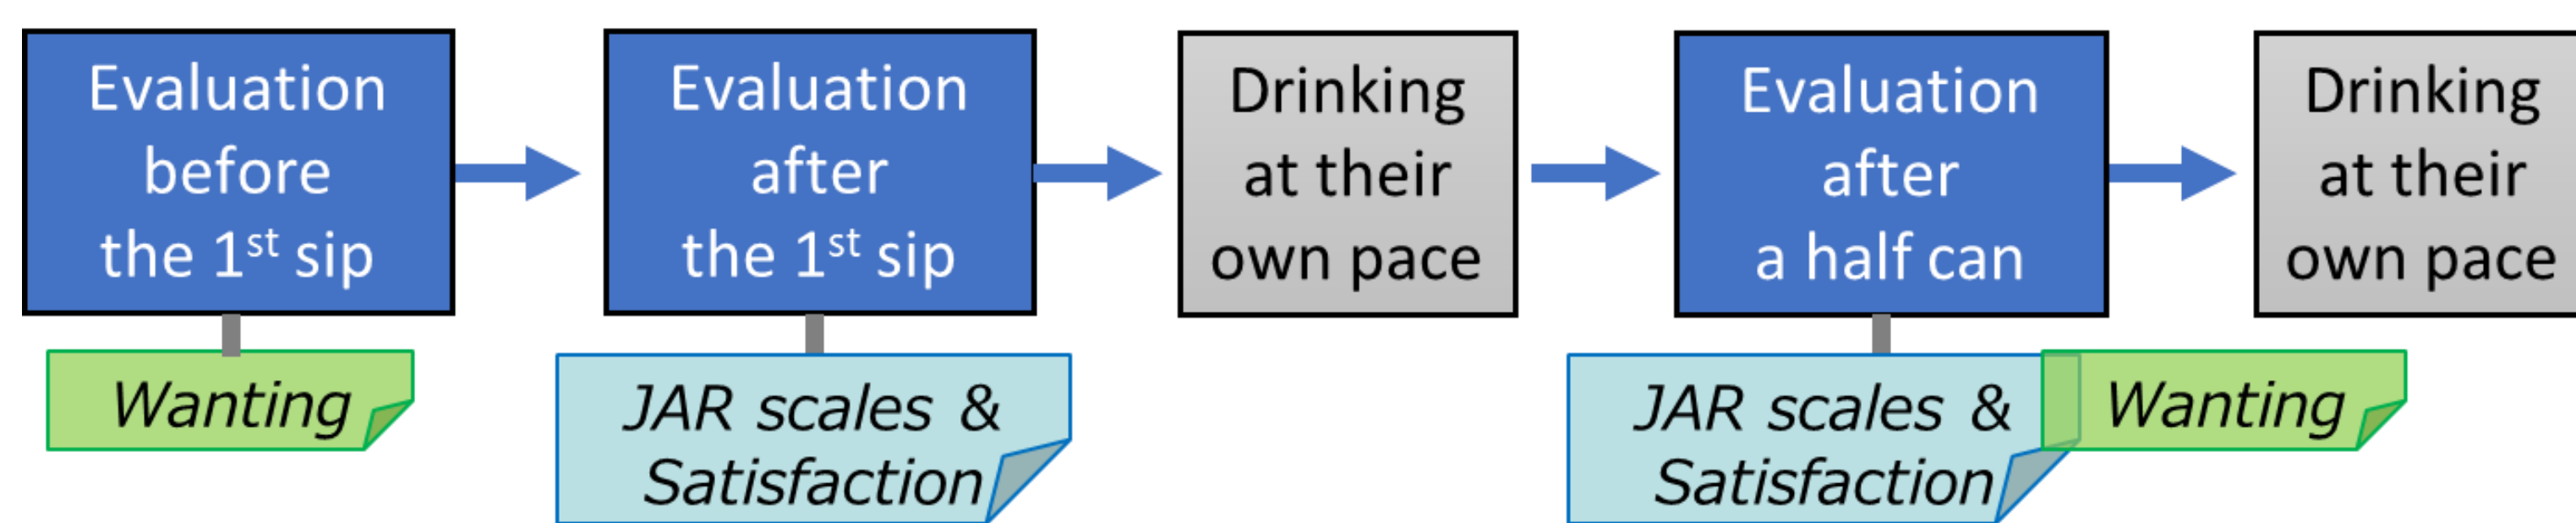 Evaluation
before
the 1st sip
Evaluation
after
the 1st sip
Drinking
at their
own pace
Evaluation
after
a half can
Drinking
at their
own pace
Wanting
JAR scales &
Satisfaction
JAR scales &
Satisfaction
Wanting